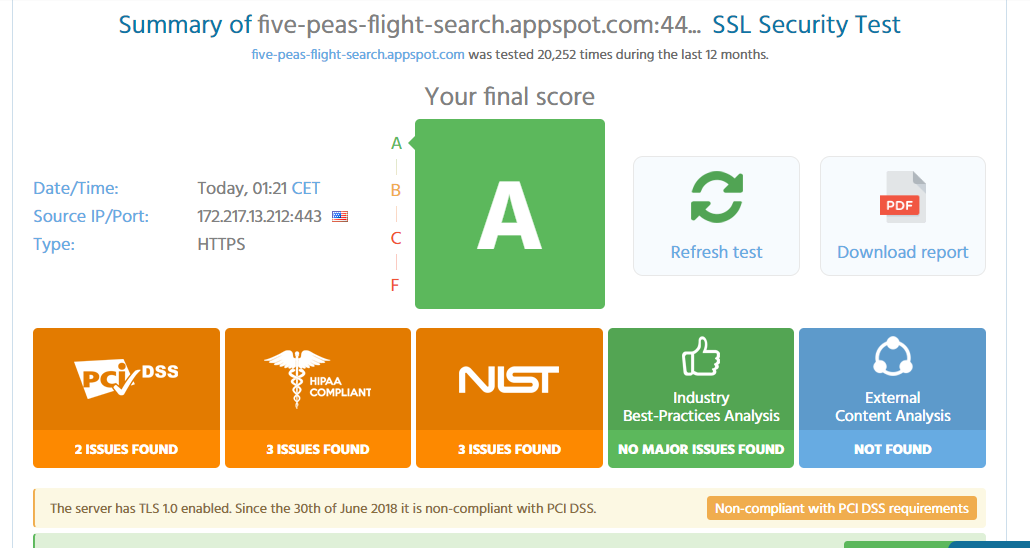 Summary of five-peas-flight-search.appspot.com:44... SSL Security Test
five-peas-flight-search.appspot.com was tested 20,252 times during the last 12 months.
Your final score
Date/Time: Today, 01:21 CET
Source IP/Port: 172.217.13.212:443
Type: HTTPS
A
B
C
F
A
Refresh test
PDF
Download report
PCI DSS
2 ISSUES FOUND
HIPAA
COMPLIANT
3 ISSUES FOUND
NIST
3 ISSUES FOUND
Industry
Best-Practices Analysis
NO MAJOR ISSUES FOUND
External
Content Analysis
NOT FOUND
The server has TLS 1.0 enabled. Since the 30th of June 2018 it is non-compliant with PCI DSS.
Non-compliant with PCI DSS requirements